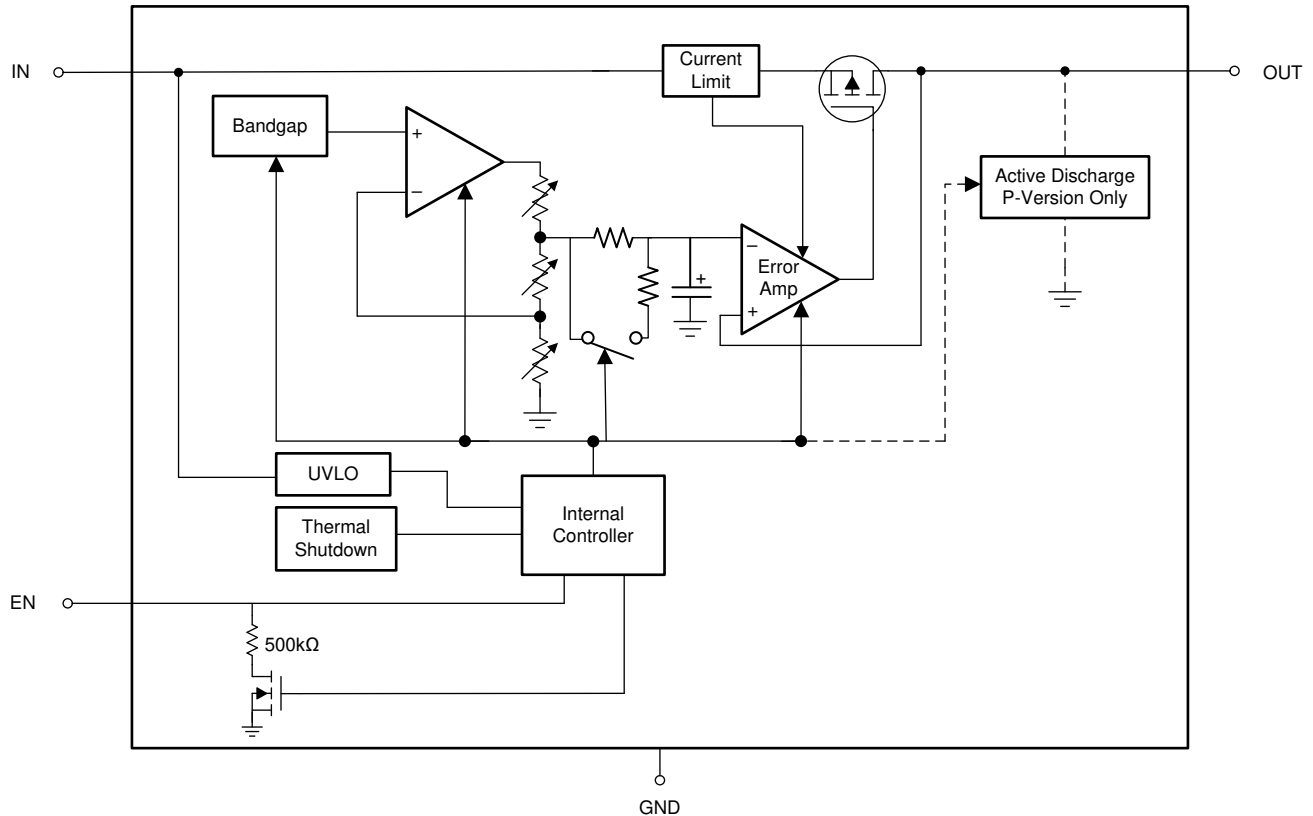 IN
Current
Limit
OUT
Bandgap
+
−
Active Discharge
P-Version Only
−
Error
Amp
+
+
UVLO
Thermal
Shutdown
Internal
Controller
EN
500kΩ
GND